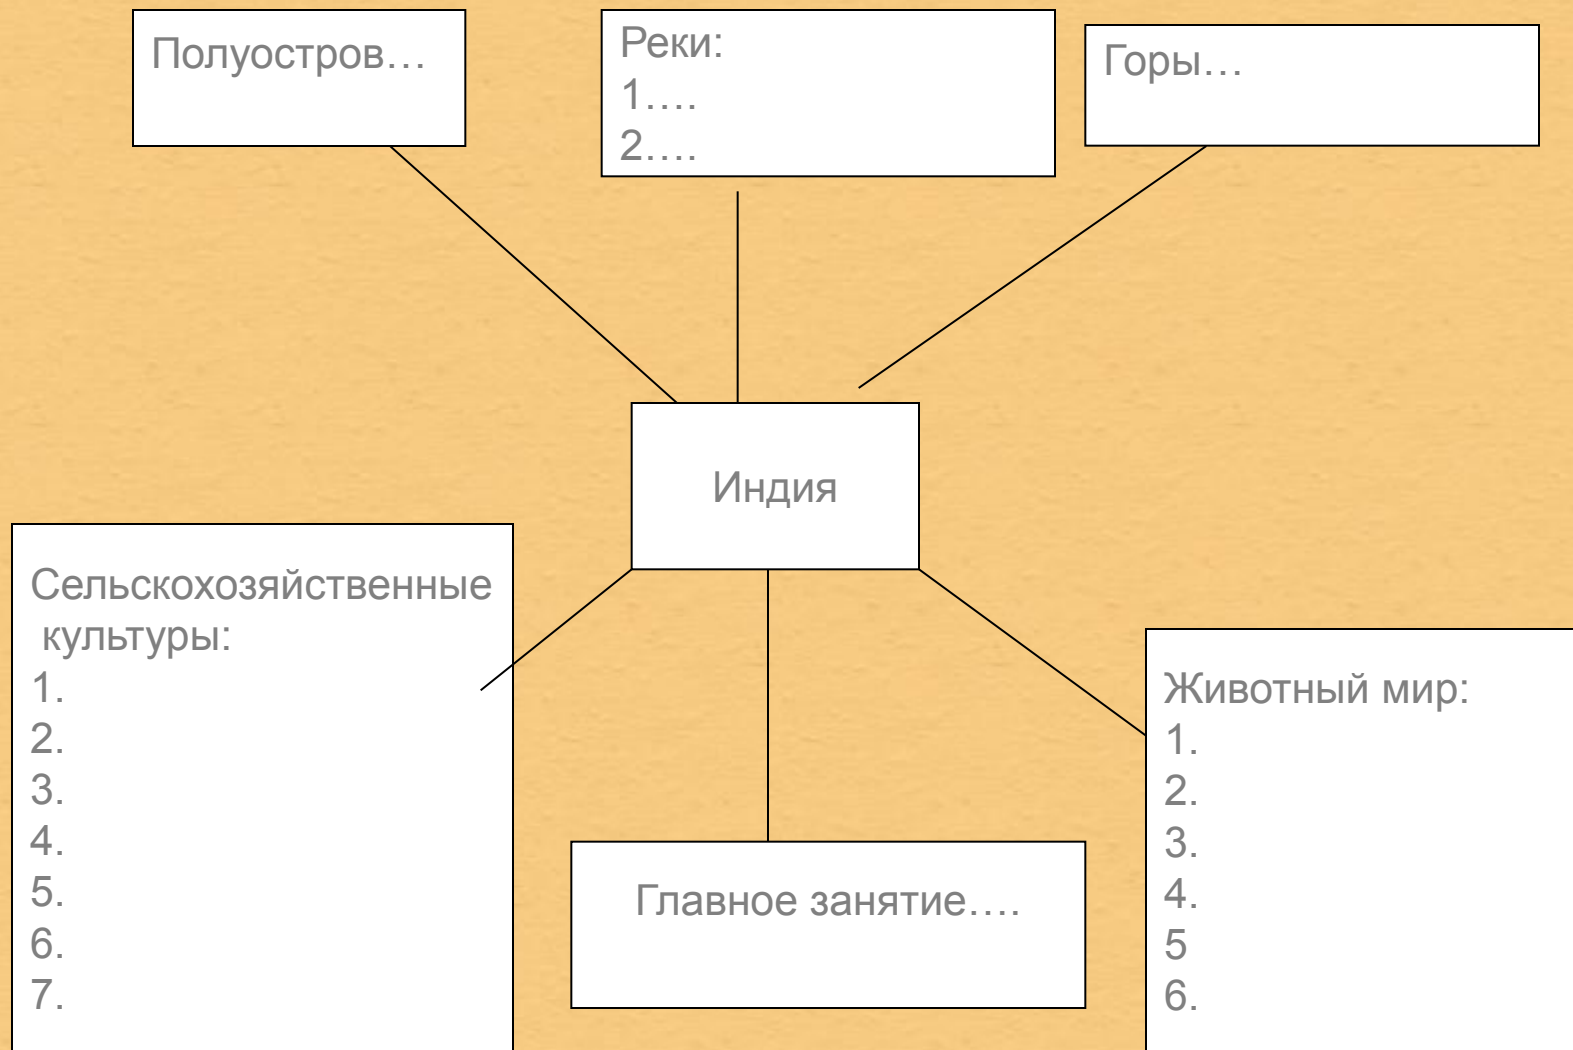 Полуостров…
Реки:
1….
2….
Горы…
Индия
Сельскохозяйственные
культуры:
1.
2.
3.
4.
5.
6.
7.
Главное занятие….
Животный мир:
1.
2.
3.
4.
5
6.